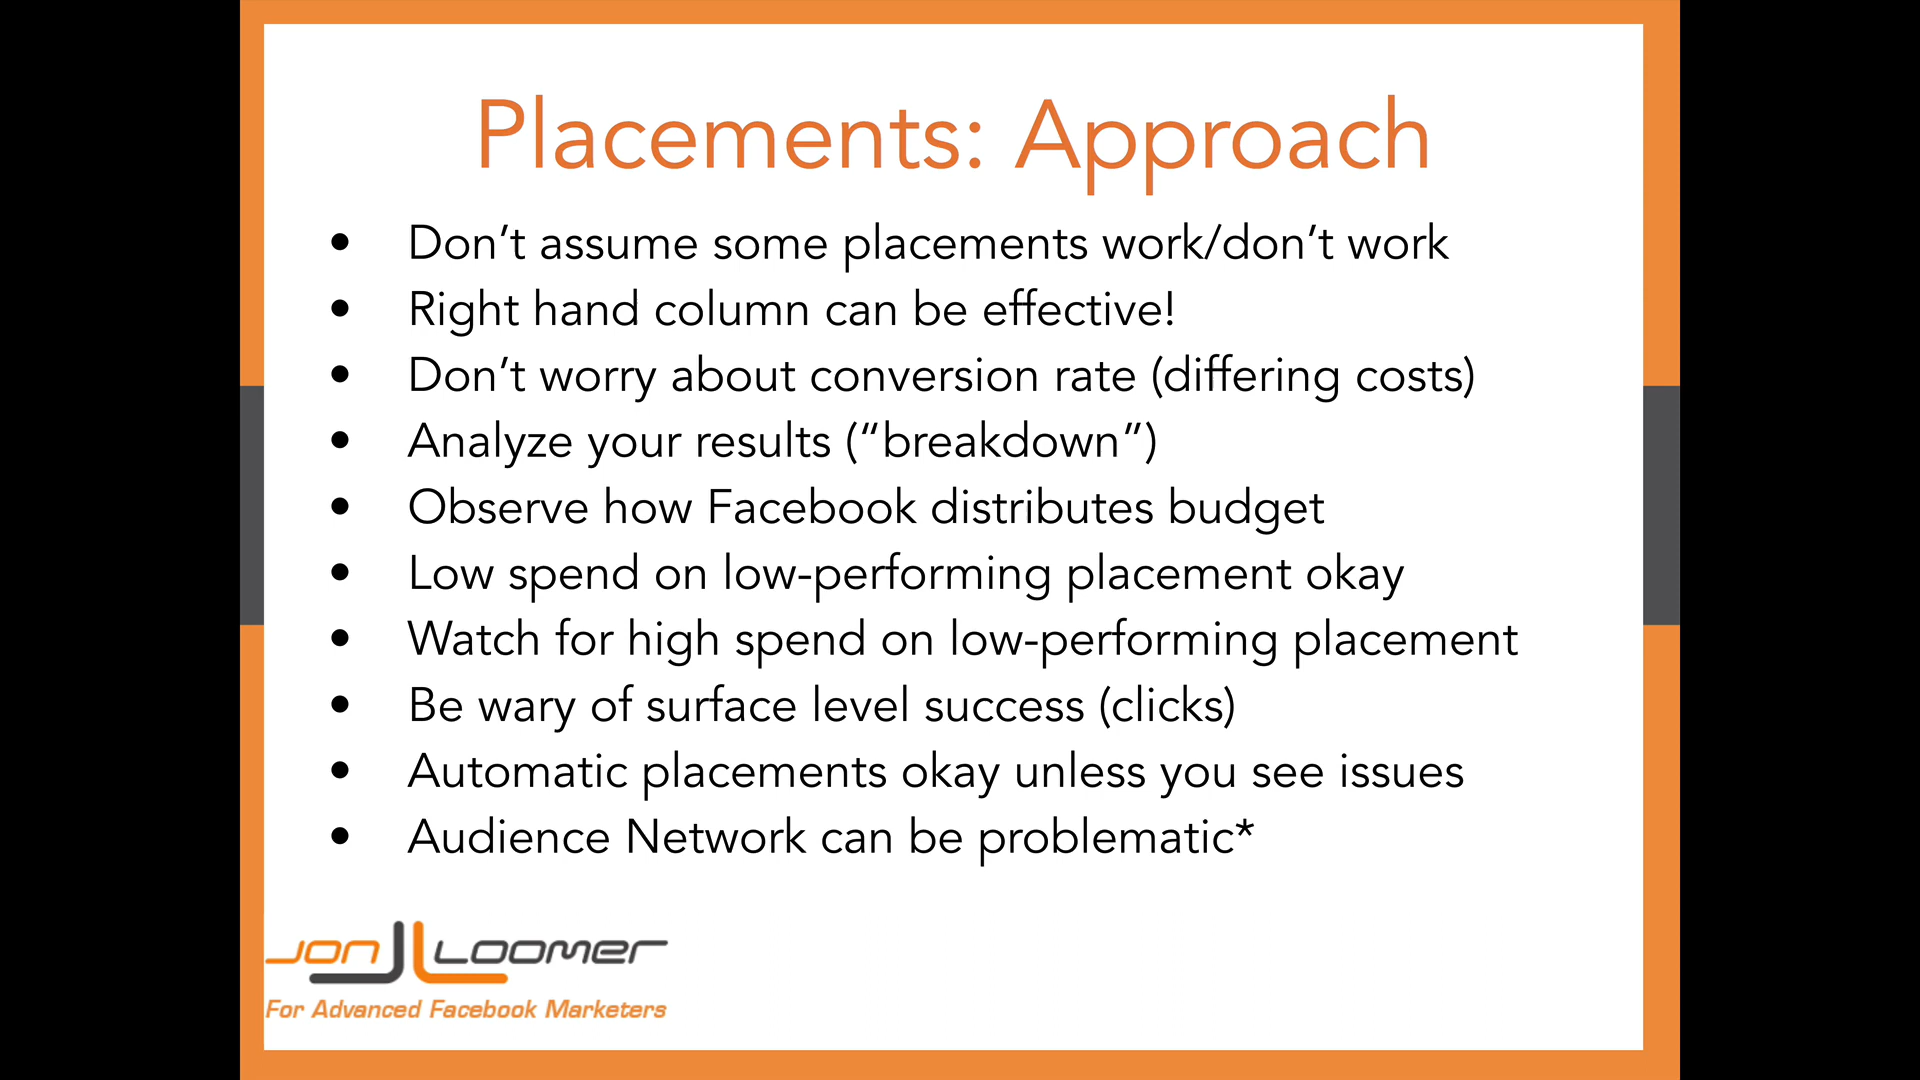 Placements: Approach
• Don’t assume some placements work/don’t work
• Right hand column can be effective!
• Don’t worry about conversion rate (differing costs)
• Analyze your results (“breakdown”)
• Observe how Facebook distributes budget
• Low spend on low-performing placement okay
• Watch for high spend on low-performing placement
• Be wary of surface level success (clicks)
• Automatic placements okay unless you see issues
• Audience Network can be problematic*
Jon Loomer
For Advanced Facebook Marketers